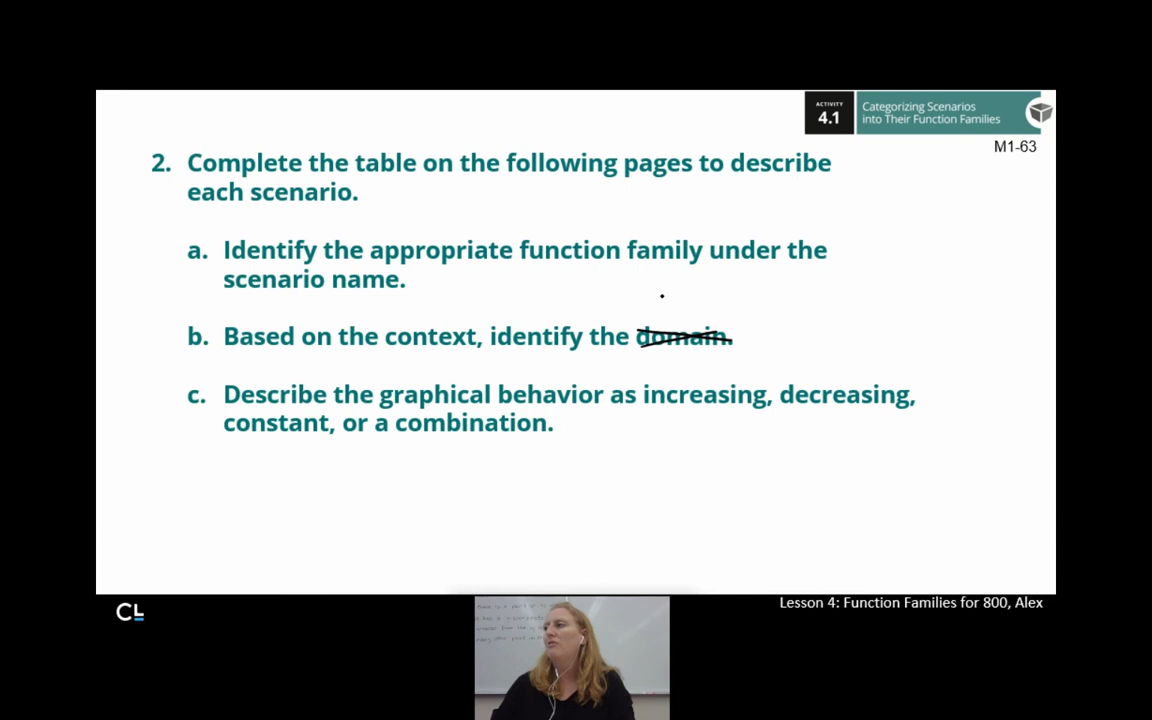 ACTIVITY
4.1
Categorizing Scenarios
into Their Function Families
M1-63
2. Complete the table on the following pages to describe
each scenario.
a. Identify the appropriate function family under the
scenario name.
b. Based on the context, identify the domain.
c. Describe the graphical behavior as increasing, decreasing,
constant, or a combination.
CL
Lesson 4: Function Families for 800, Alex